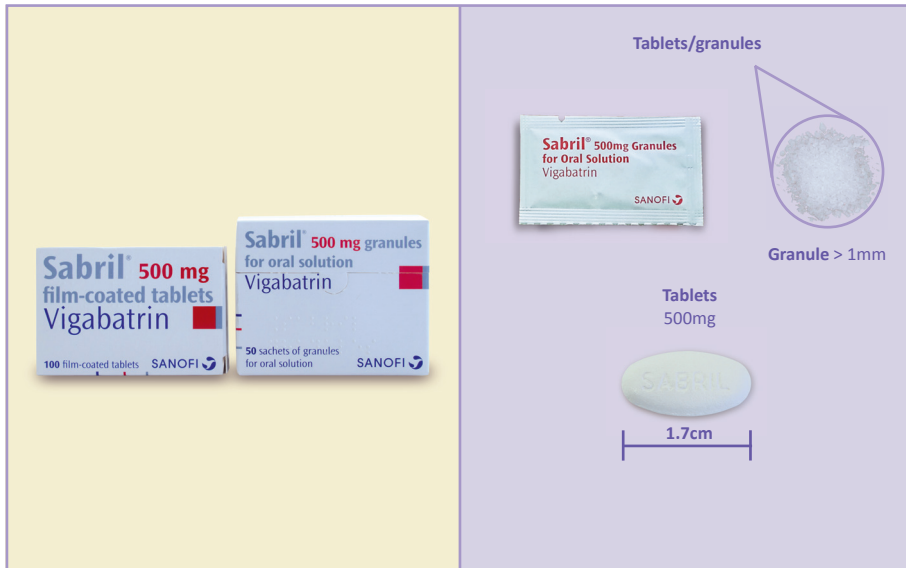 Sabril® 500 mg
film-coated tablets
Vigabatrin
100 film-coated tablets SANOFI
Sabril® 500 mg granules
for oral solution
Vigabatrin
50 sachets of granules
for oral solution SANOFI
Tablets/granules
Sabril® 500mg Granules
for Oral Solution
Vigabatrin
SANOFI
Granule > 1mm
Tablets
500mg
SABRIL
1.7cm